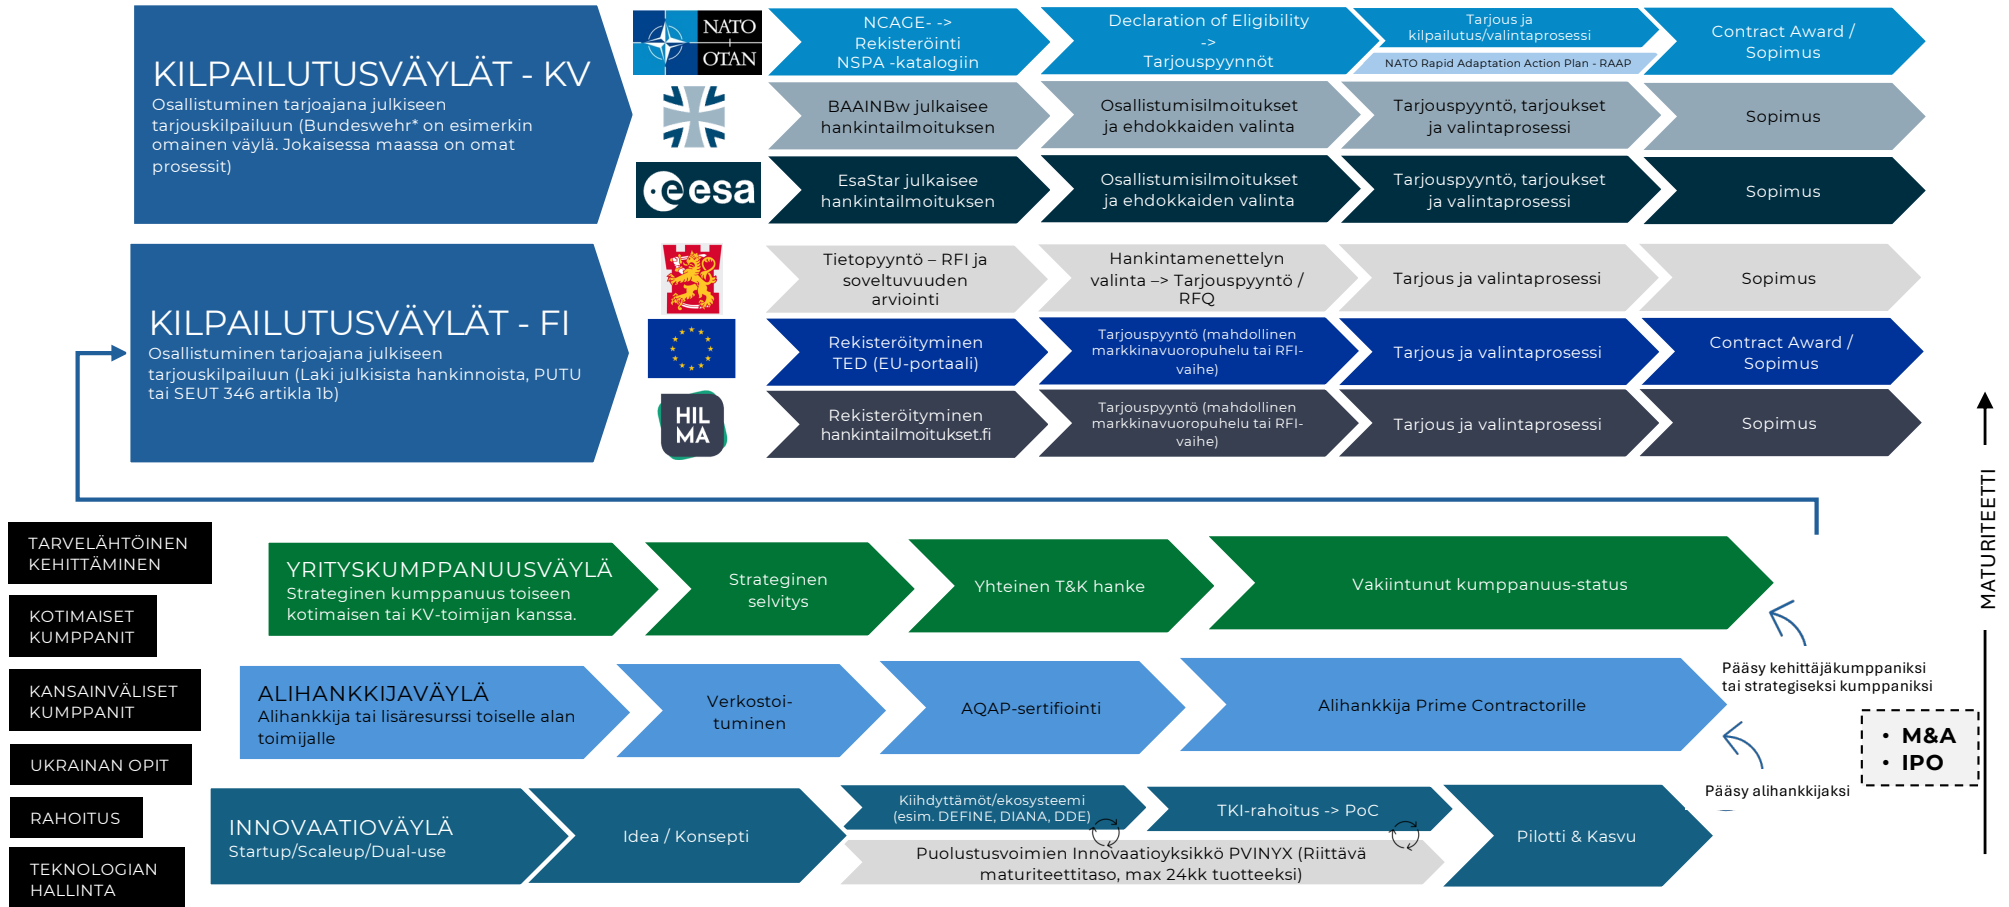 KILPAILUTUSVÄYLÄT - KV
Osallistuminen tarjoajana julkiseen
tarjouskilpailuun (Bundeswehr* on esimerkin
omainen väylä. Jokaisessa maassa on omat
prosessit)
NATO
OTAN
NCAGE- ->
Rekisteröinti
NSPA -katalogiin
Declaration of Eligibility
->
Tarjouspyynnöt
Tarjous ja
kilpailutus/valintaprosessi
NATO Rapid Adaptation Action Plan - RAAP
Contract Award /
Sopimus
BAAINBw julkaisee
hankintailmoituksen
Osallistumisilmoitukset
ja ehdokkaiden valinta
Tarjouspyyntö, tarjoukset
ja valintaprosessi
Sopimus
esa
EsaStar julkaisee
hankintailmoituksen
Osallistumisilmoitukset
ja ehdokkaiden valinta
Tarjouspyyntö, tarjoukset
ja valintaprosessi
Sopimus
KILPAILUTUSVÄYLÄT - FI
Osallistuminen tarjoajana julkiseen
tarjouskilpailuun (Laki julkisista hankinnoista, PUTU
tai SEUT 346 artikla 1b)
Tietopyyntö – RFI ja
soveltuvuuden
arviointi
Hankintamenettelyn
valinta –> Tarjouspyyntö /
RFQ
Tarjous ja valintaprosessi
Sopimus
Rekisteröityminen
TED (EU-portaali)
Tarjouspyyntö (mahdollinen
markkinavuoropuhelu tai RFI-
vaihe)
Tarjous ja valintaprosessi
Contract Award /
Sopimus
HIL
MA
Rekisteröityminen
hankintailmoitukset.fi
Tarjouspyyntö (mahdollinen
markkinavuoropuhelu tai RFI-
vaihe)
Tarjous ja valintaprosessi
Sopimus
MATURITEETTI
TARVELÄHTÖINEN
KEHITTÄMINEN
KOTIMAISET
KUMPPANIT
KANSAINVÄLISET
KUMPPANIT
UKRAINAN OPIT
RAHOITUS
TEKNOLOGIAN
HALLINTA
YRITYSKUMPPANUUSVÄYLÄ
Strateginen kumppanuus toiseen
kotimaisen tai KV-toimijan kanssa.
Strateginen
selvitys
Yhteinen T&K hanke
Vakiintunut kumppanuus-status
Pääsy kehittäjäkumppaniksi
tai strategiseksi kumppaniksi
ALIHANKKIJAVÄYLÄ
Alihankkija tai lisäresurssi toiselle alan
toimijalle
Verkostoi-
tuminen
AQAP-sertifiointi
Alihankkija Prime Contractorille
• M&A
• IPO
Pääsy alihankkijaksi
INNOVAATIOVÄYLÄ
Startup/Scaleup/Dual-use
Idea / Konsepti
Kiihdyttämöt/ekosysteemi
(esim. DEFINE, DIANA, DDE)
TKI-rahoitus -> PoC
Puolustusvoimien Innovaatioyksikkö PVINYX (Riittävä
maturiteettitaso, max 24kk tuotteeksi)
Pilotti & Kasvu